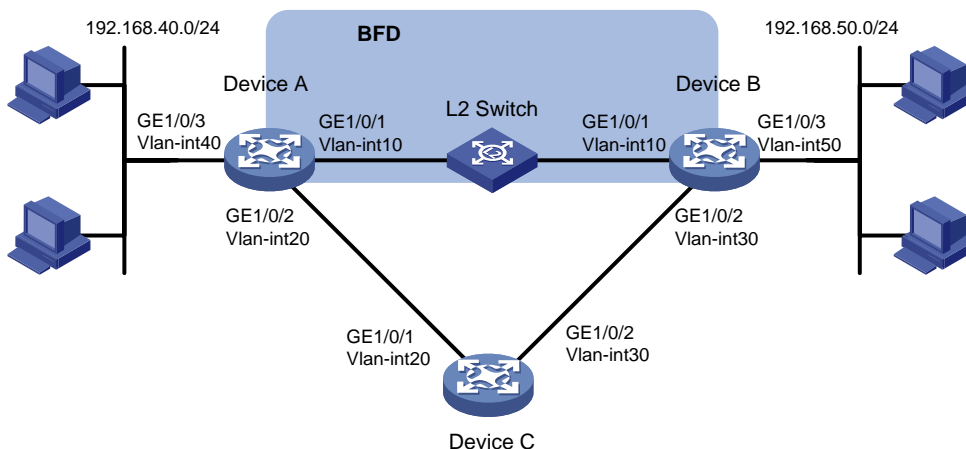 192.168.40.0/24
BFD
192.168.50.0/24
Device A
L2 Switch
Device B
GE1/0/3
Vlan-int40
GE1/0/1
Vlan-int10
GE1/0/1
Vlan-int10
GE1/0/3
Vlan-int50
GE1/0/2
Vlan-int20
GE1/0/2
Vlan-int30
GE1/0/1
Vlan-int20
GE1/0/2
Vlan-int30
Device C